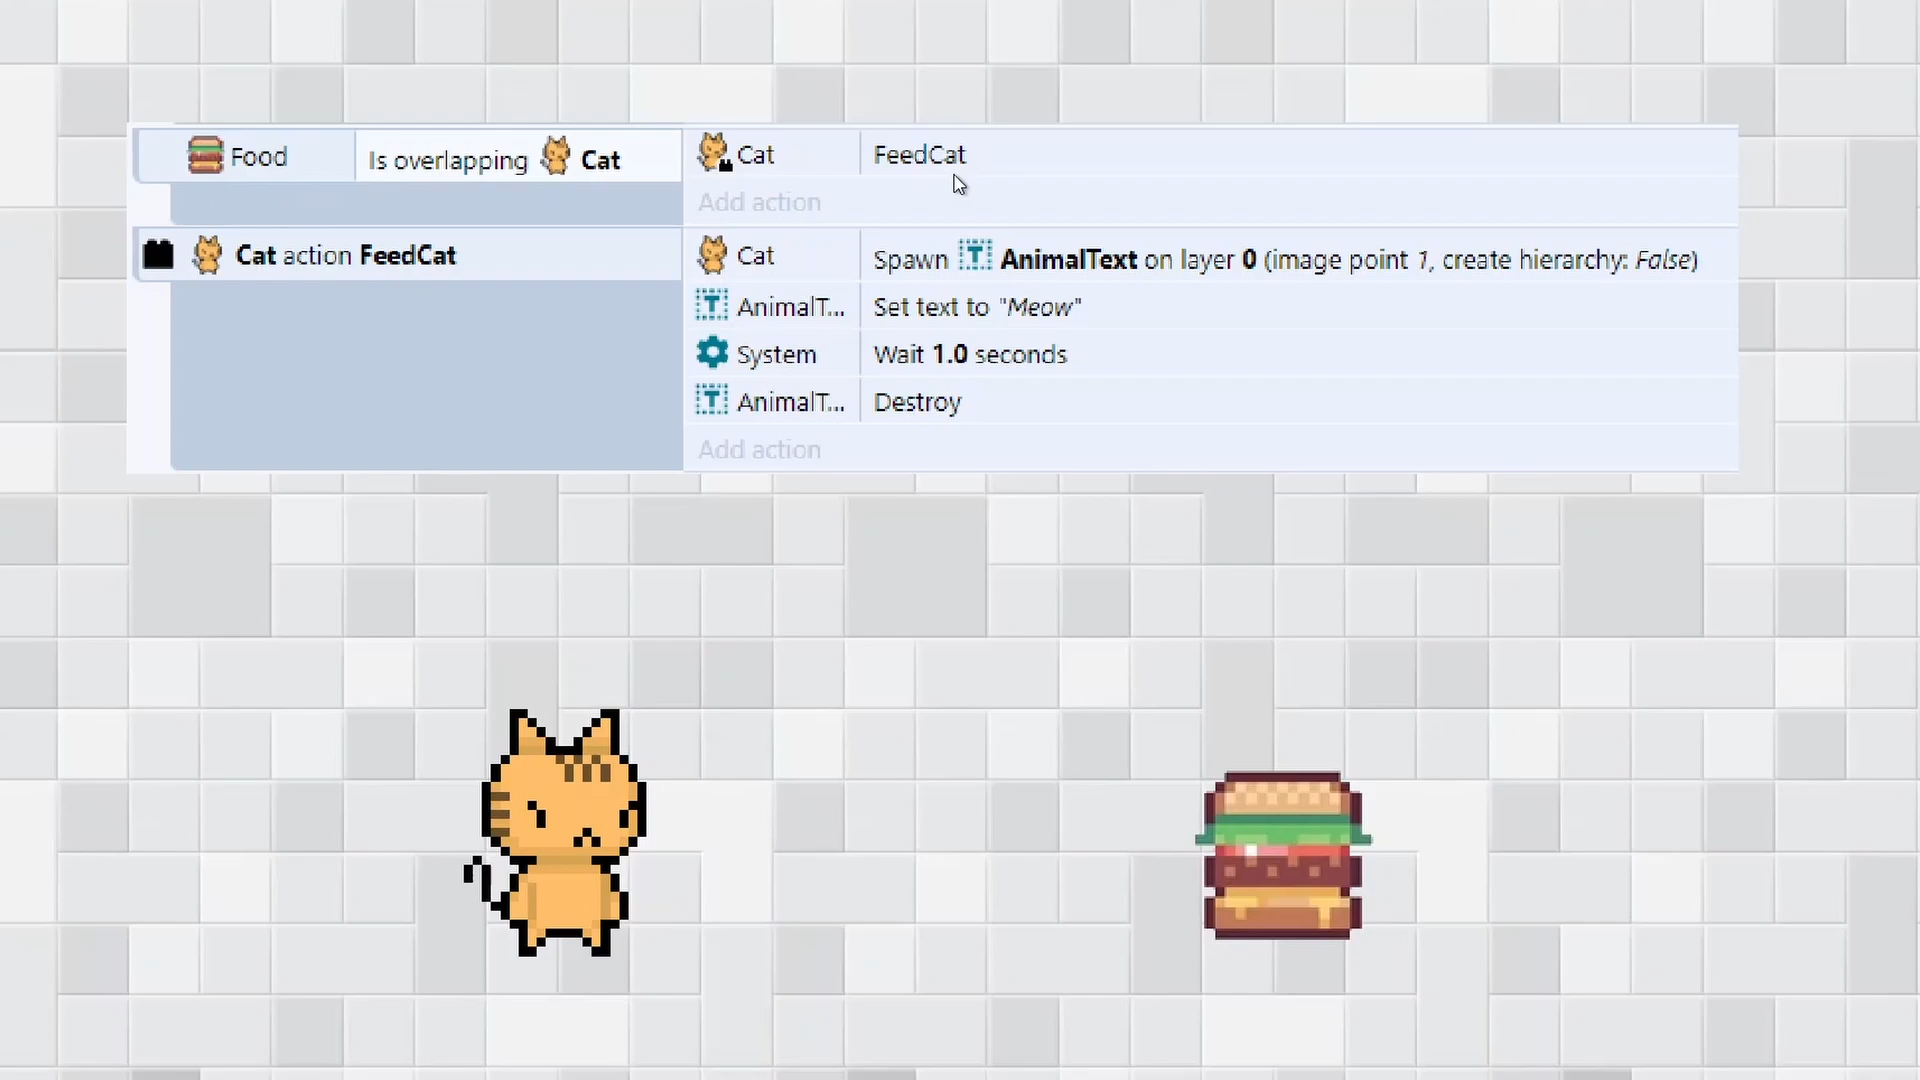 Food Is overlapping Cat Cat FeedCat
Add action
Cat action FeedCat Cat Spawn T AnimalText on layer 0 (image point 1, create hierarchy: False)
T AnimalT... Set text to "Meow"
System Wait 1.0 seconds
T AnimalT... Destroy
Add action